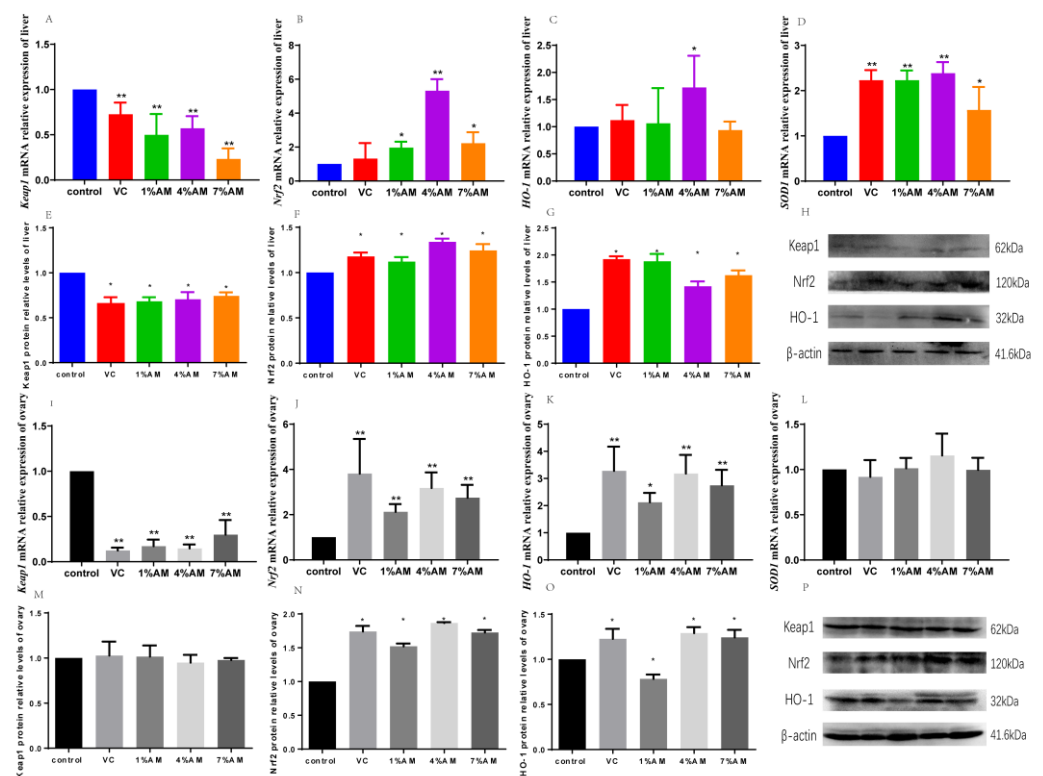 A
Keap1 mRNA relative expression of liver
1.5
1.0
0.5
0.0
**
**
**
**
control VC 1%AM 4%AM 7%AM
B
Nrf2 mRNA relative expression of liver
8
6
4
2
0
*
**
*
control VC 1%AM 4%AM 7%AM
C
HO-1 mRNA relative expression of liver
2.5
2.0
1.5
1.0
0.5
0.0
*
control VC 1%AM 4%AM 7%AM
D
SOD1 mRNA relative expression of liver
3
2
1
0
**
**
**
*
control VC 1%AM 4%AM 7%AM
E
Keap1 protein relative levels of liver
1.5
1.0
0.5
0.0
*
*
*
*
control VC 1%AM 4%AM 7%AM
F
Nrf2 protein relative levels of liver
1.5
1.0
0.5
0.0
*
*
*
*
control VC 1%AM 4%AM 7%AM
G
HO-1 protein relative levels of liver
2.5
2.0
1.5
1.0
0.5
0.0
*
*
*
*
control VC 1%AM 4%AM 7%AM
H
Keap1 62kDa
Nrf2 120kDa
HO-1 32kDa
β-actin 41.6kDa
I
Keap1 mRNA relative expression of ovary
1.5
1.0
0.5
0.0
**
**
**
**
control VC 1%AM 4%AM 7%AM
J
Nrf2 mRNA relative expression of ovary
6
4
2
0
**
**
**
**
control VC 1%AM 4%AM 7%AM
K
HO-1 mRNA relative expression of ovary
5
4
3
2
1
0
**
*
**
**
control VC 1%AM 4%AM 7%AM
L
SOD1 mRNA relative expression of ovary
1.5
1.0
0.5
0.0
control VC 1%AM 4%AM 7%AM
M
Keap1 protein relative levels of ovary
1.5
1.0
0.5
0.0
control VC 1%AM 4%AM 7%AM
N
Nrf2 protein relative levels of ovary
2.0
1.5
1.0
0.5
0.0
*
*
*
*
control VC 1%AM 4%AM 7%AM
O
HO-1 protein relative levels of ovary
1.5
1.0
0.5
0.0
*
*
*
*
control VC 1%AM 4%AM 7%AM
P
Keap1 62kDa
Nrf2 120kDa
HO-1 32kDa
β-actin 41.6kDa